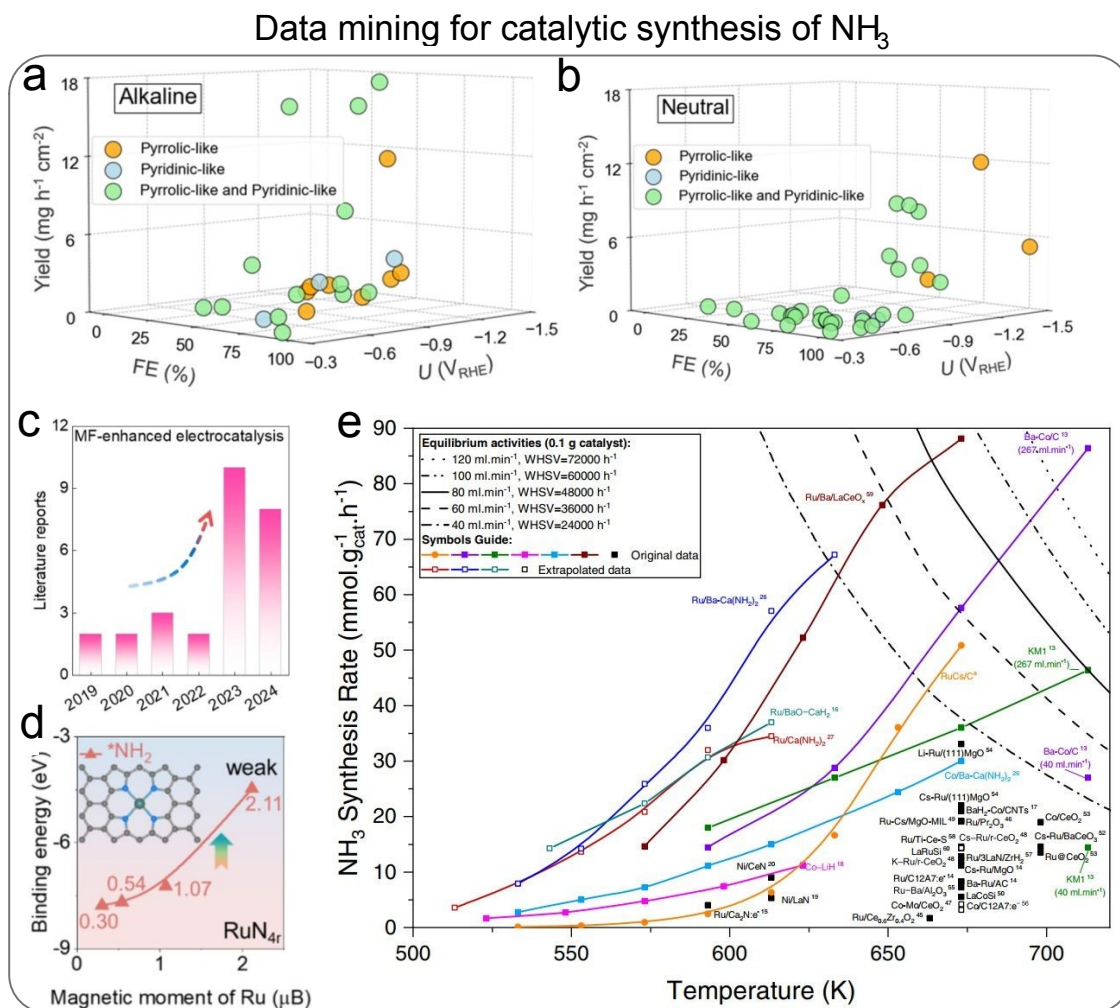 Data mining for catalytic synthesis of NH₃
a
Alkaline
Pyrrolic-like
Pyridinic-like
Pyrrolic-like and Pyridinic-like
Yield (mg h⁻¹ cm⁻²)
18
12
6
0
0
25
50
75
100
FE (%)
−0.3
−0.6
−0.9
−1.2
−1.5
U (V_RHE)
b
Neutral
Pyrrolic-like
Pyridinic-like
Pyrrolic-like and Pyridinic-like
Yield (mg h⁻¹ cm⁻²)
18
12
6
0
0
25
50
75
100
FE (%)
−0.3
−0.6
−0.9
−1.2
−1.5
U (V_RHE)
c
MF-enhanced electrocatalysis
Literature reports
12
9
6
3
0
2019
2020
2021
2022
2023
2024
d
*NH₂
weak
2.11
0.54
1.07
0.30
RuN₄r
Binding energy (eV)
-3
-6
-9
0
1
2
Magnetic moment of Ru (μB)
e
Equilibrium activities (0.1 g catalyst):
120 ml.min⁻¹, WHSV=72000 h⁻¹
100 ml.min⁻¹, WHSV=60000 h⁻¹
80 ml.min⁻¹, WHSV=48000 h⁻¹
60 ml.min⁻¹, WHSV=36000 h⁻¹
40 ml.min⁻¹, WHSV=24000 h⁻¹
Symbols Guide:
Original data
Extrapolated data
NH₃ Synthesis Rate (mmol.g⁻¹cat.h⁻¹)
90
80
70
60
50
40
30
20
10
0
Ba-Co/C ¹³
(267 ml.min⁻¹)
Ru/Ba/LaCeOₓ ⁵⁹
Ru/Ba-Ca(NH₂)₂ ²⁶
RuCs/C ᵃ
KM1 ¹³
(267 ml.min⁻¹)
Ru/BaO−CaH₂ ¹⁶
Ru/Ca(NH₂)₂ ²⁷
Li-Ru/(111)MgO ⁵⁴
Co/Ba-Ca(NH₂)₂ ²⁶
Ba-Co/C ¹³
(40 ml.min⁻¹)
Cs-Ru/(111)MgO ⁵⁴
BaH₂-Co/CNTs ¹⁷
Ru-Cs/MgO-MIL ⁴⁹
Ru/Pr₂O₃ ⁴⁶
Co/CeO₂ ⁵³
Ru/Ti-Ce-S ⁵⁸
Cs−Ru/r-CeO₂ ⁴⁸
Cs-Ru/BaCeO₃ ⁵²
LaRuSi ⁶⁰
Ru/3LaN/ZrH₂ ⁵⁷
Ru@CeO₂ ⁵³
K−Ru/r-CeO₂ ⁴⁸
Cs-Ru/MgO ¹⁴
Ru/C12A7:e⁻ ¹⁴
Ba-Ru/AC ¹⁴
KM1 ¹³
(40 ml.min⁻¹)
Ru−Ba/Al₂O₃ ⁵⁵
LaCoSi ⁵⁰
Co-Mo/CeO₂ ⁴⁷
Co/C12A7:e⁻ ⁵⁶
Ru/Ce₀.₆Zr₀.₄O₂ ⁴⁵
Ni/CeN ²⁰
Co−LiH ¹⁸
Ni/LaN ¹⁹
Ru/Ca₂N:e⁻ ¹⁵
500
550
600
650
700
Temperature (K)